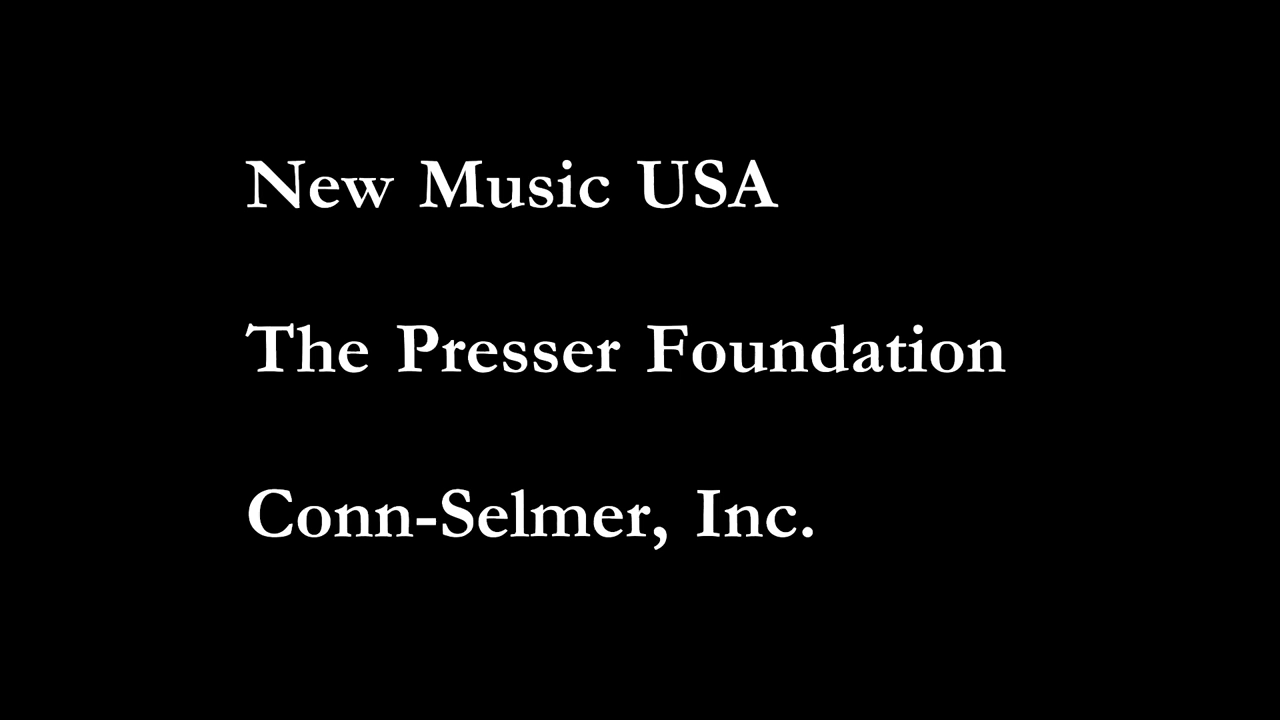 New Music USA
The Presser Foundation
Conn-Selmer, Inc.